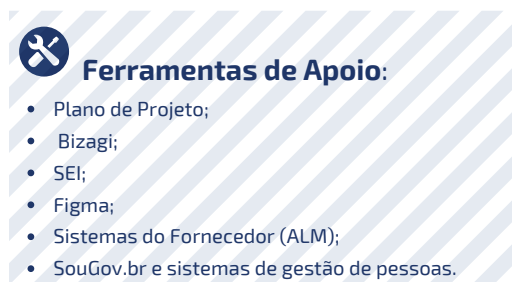 Ferramentas de Apoio:
• Plano de Projeto;
• Bizagi;
• SEI;
• Figma;
• Sistemas do Fornecedor (ALM);
• SouGov.br e sistemas de gestão de pessoas.